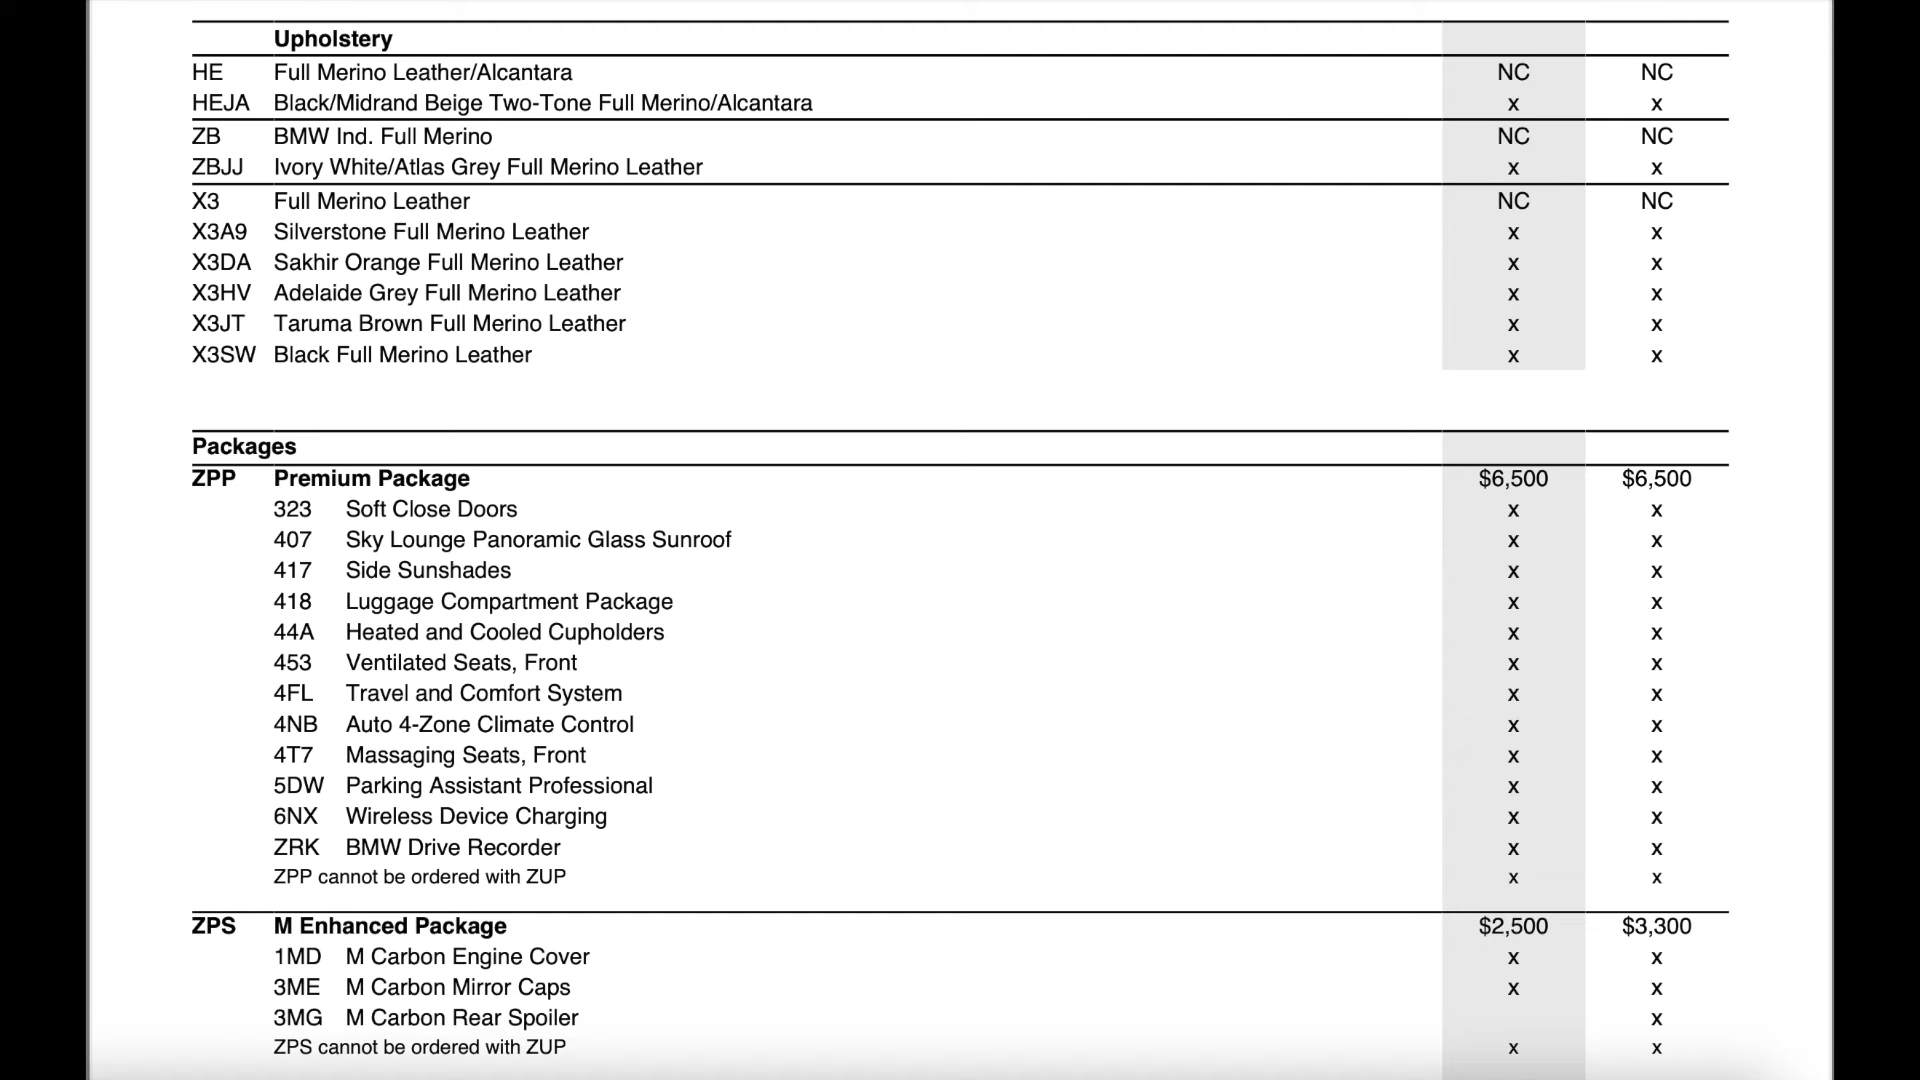 Upholstery
HE Full Merino Leather/Alcantara NC NC
HEJA Black/Midrand Beige Two-Tone Full Merino/Alcantara x x
ZB BMW Ind. Full Merino NC NC
ZBJJ Ivory White/Atlas Grey Full Merino Leather x x
X3 Full Merino Leather NC NC
X3A9 Silverstone Full Merino Leather x x
X3DA Sakhir Orange Full Merino Leather x x
X3HV Adelaide Grey Full Merino Leather x x
X3JT Taruma Brown Full Merino Leather x x
X3SW Black Full Merino Leather x x
Packages
ZPP Premium Package $6,500 $6,500
323 Soft Close Doors x x
407 Sky Lounge Panoramic Glass Sunroof x x
417 Side Sunshades x x
418 Luggage Compartment Package x x
44A Heated and Cooled Cupholders x x
453 Ventilated Seats, Front x x
4FL Travel and Comfort System x x
4NB Auto 4-Zone Climate Control x x
4T7 Massaging Seats, Front x x
5DW Parking Assistant Professional x x
6NX Wireless Device Charging x x
ZRK BMW Drive Recorder x x
ZPP cannot be ordered with ZUP x x
ZPS M Enhanced Package $2,500 $3,300
1MD M Carbon Engine Cover x x
3ME M Carbon Mirror Caps x x
3MG M Carbon Rear Spoiler x
ZPS cannot be ordered with ZUP x x